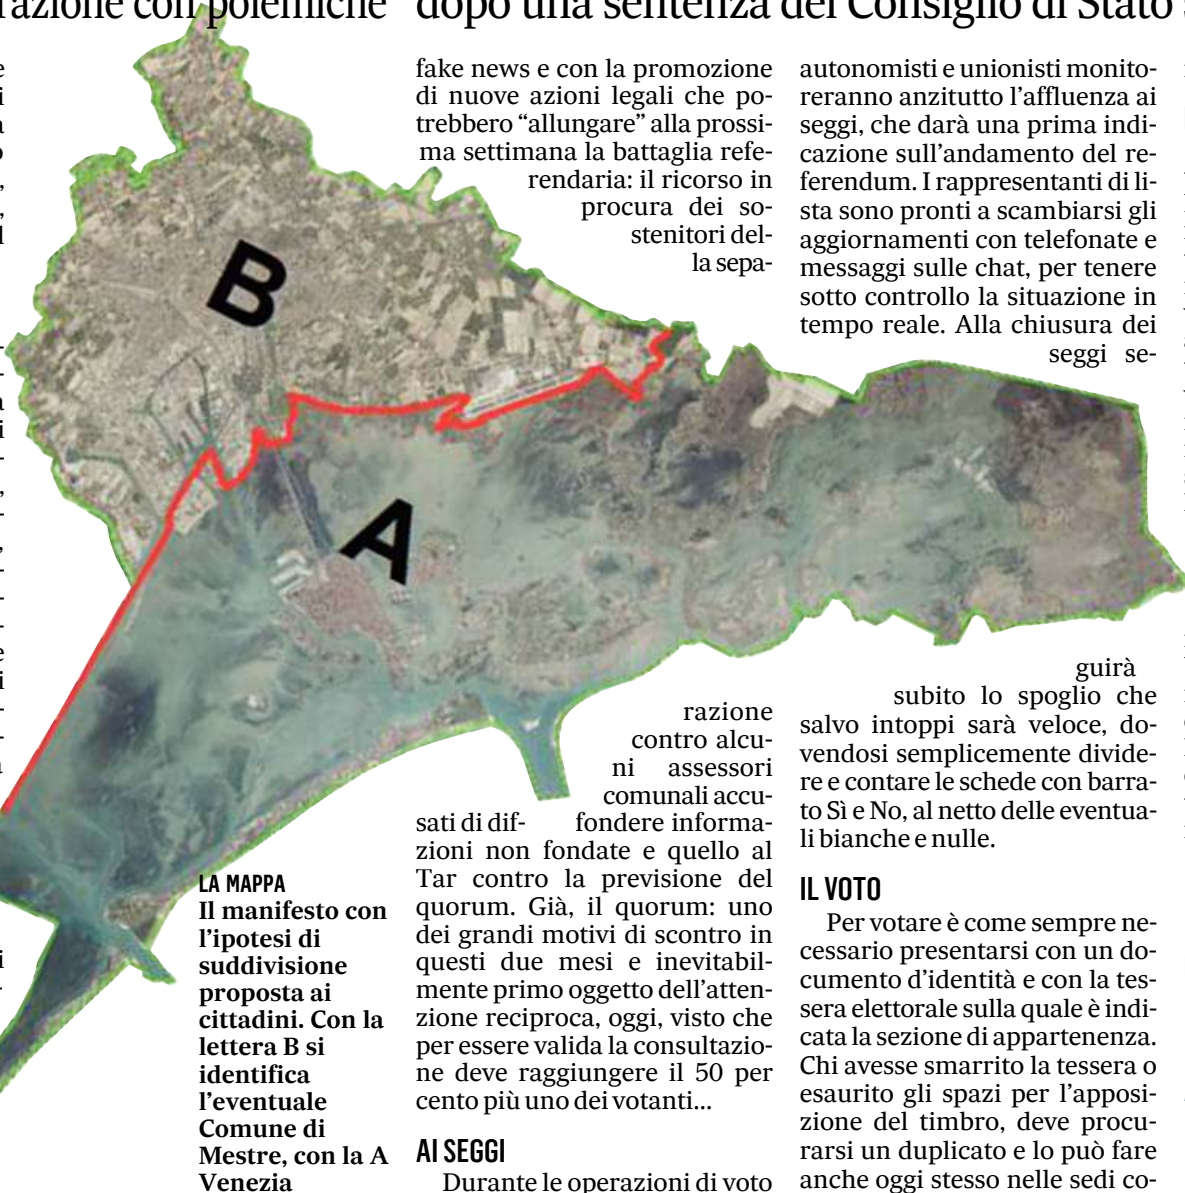 razione con polemiche
dopo una sentenza del Consiglio di Stato
B
A
LA MAPPA
Il manifesto con
l'ipotesi di
suddivisione
proposta ai
cittadini. Con la
lettera B si
identifica
l'eventuale
Comune di
Mestre, con la A
Venezia
fake news e con la promozione
di nuove azioni legali che po-
trebbero “allungare” alla prossi-
ma settimana la battaglia refe-
rendaria: il ricorso in
procura dei so-
stenitori del-
la sepa-
razione
contro alcu-
ni assessori
comunali accu-
sati di dif- fondere informa-
zioni non fondate e quello al
Tar contro la previsione del
quorum. Già, il quorum: uno
dei grandi motivi di scontro in
questi due mesi e inevitabil-
mente primo oggetto dell'atten-
zione reciproca, oggi, visto che
per essere valida la consultazio-
ne deve raggiungere il 50 per
cento più uno dei votanti...
AI SEGGI
Durante le operazioni di voto
autonomisti e unionisti monito-
reranno anzitutto l'affluenza ai
seggi, che darà una prima indi-
cazione sull'andamento del re-
ferendum. I rappresentanti di li-
sta sono pronti a scambiarsi gli
aggiornamenti con telefonate e
messaggi sulle chat, per tenere
sotto controllo la situazione in
tempo reale. Alla chiusura dei
seggi se-
guirà
subito lo spoglio che
salvo intoppi sarà veloce, do-
vendosi semplicemente divide-
re e contare le schede con barra-
to Sì e No, al netto delle eventua-
li bianche e nulle.
IL VOTO
Per votare è come sempre ne-
cessario presentarsi con un do-
cumento d'identità e con la tes-
sera elettorale sulla quale è indi-
cata la sezione di appartenenza.
Chi avesse smarrito la tessera o
esaurito gli spazi per l'apposi-
zione del timbro, deve procu-
rarsi un duplicato e lo può fare
anche oggi stesso nelle sedi co-